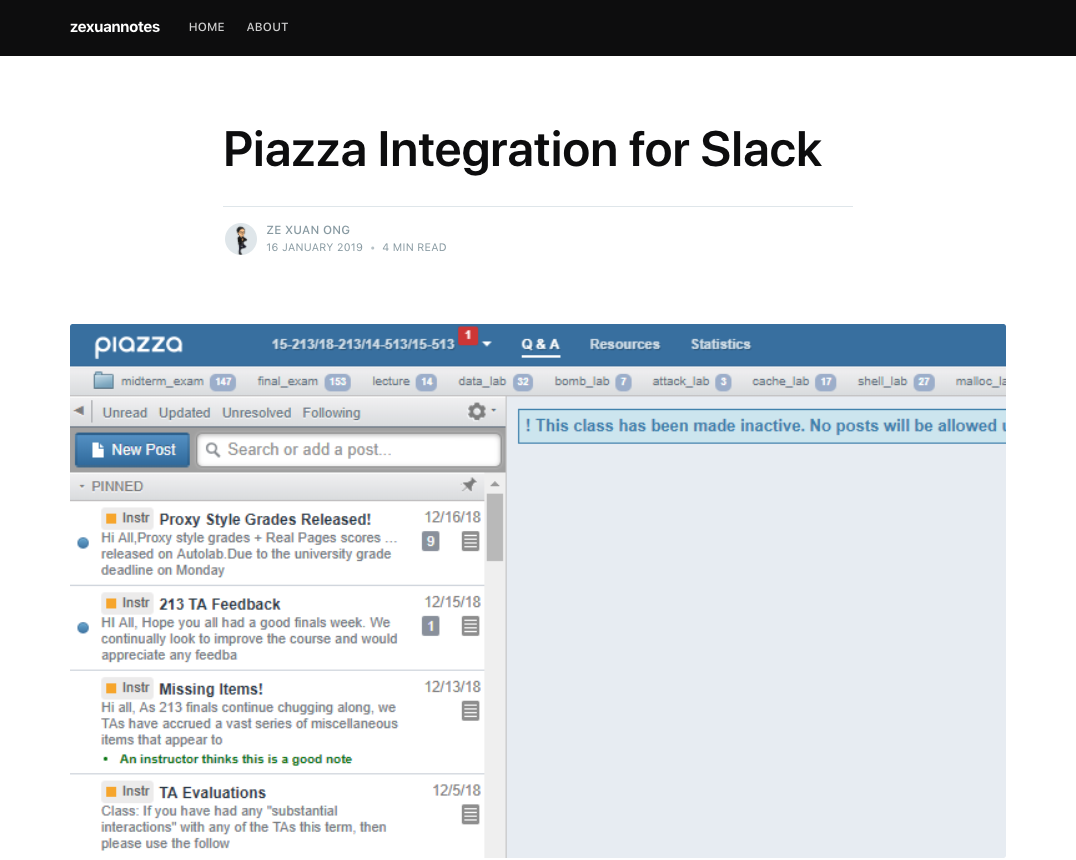 zexuannotes HOME ABOUT
Piazza Integration for Slack
ZE XUAN ONG
16 JANUARY 2019 • 4 MIN READ
piazza 15-213/18-213/14-513/15-513 1 Q & A Resources Statistics
midterm_exam 147 final_exam 153 lecture 14 data_lab 32 bomb_lab 7 attack_lab 3 cache_lab 17 shell_lab 27
Unread Updated Unresolved Following
! This class has been made inactive. No posts will be allowed
New Post Search or add a post...
PINNED
Instr Proxy Style Grades Released! 12/16/18
Hi All,Proxy style grades + Real Pages scores ... 9
released on Autolab.Due to the university grade
deadline on Monday
Instr 213 TA Feedback 12/15/18
HI All, Hope you all had a good finals week. We 1
continually look to improve the course and would
appreciate any feedba
Instr Missing Items! 12/13/18
Hi all, As 213 finals continue chugging along, we
TAs have accrued a vast series of miscellaneous
items that appear to
• An instructor thinks this is a good note
Instr TA Evaluations 12/5/18
Class: If you have had any "substantial
interactions" with any of the TAs this term, then
please use the follow